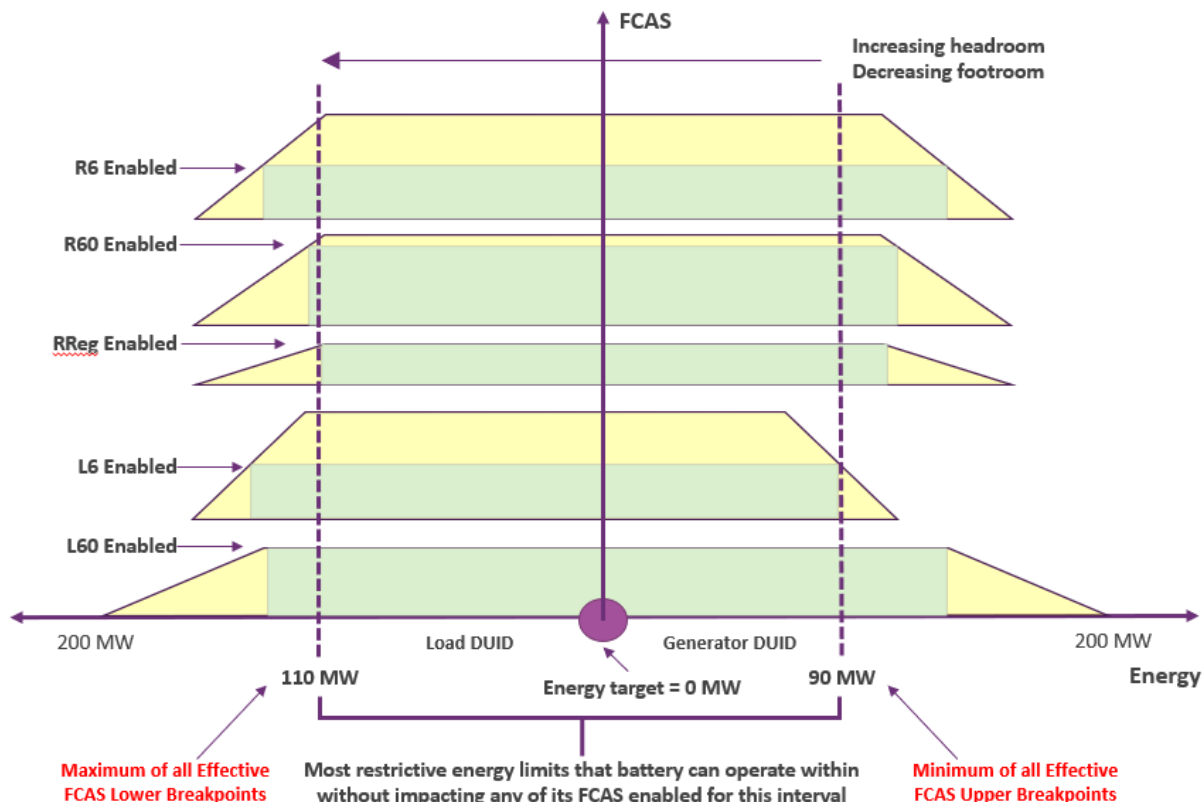 FCAS
Increasing headroom
Decreasing footroom
R6 Enabled
R60 Enabled
RReg Enabled
L6 Enabled
L60 Enabled
200 MW
Load DUID
Generator DUID
200 MW
110 MW
Energy target = 0 MW
90 MW
Energy
Maximum of all Effective
FCAS Lower Breakpoints
Most restrictive energy limits that battery can operate within
without impacting any of its FCAS enabled for this interval
Minimum of all Effective
FCAS Upper Breakpoints